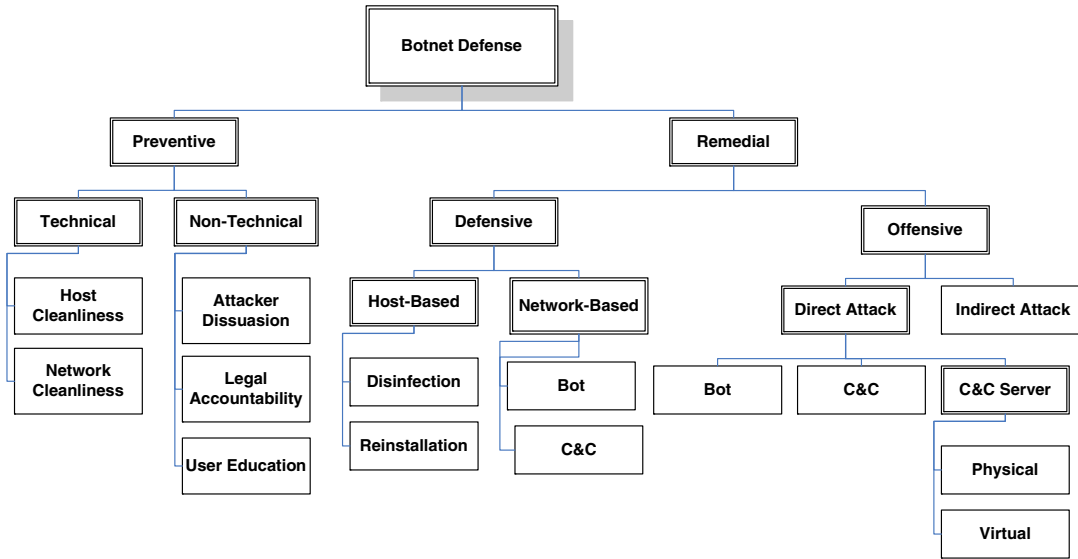 Botnet Defense
Preventive
Remedial
Technical
Non-Technical
Defensive
Offensive
Host
Cleanliness
Network
Cleanliness
Attacker
Dissuasion
Legal
Accountability
User Education
Host-Based
Network-Based
Disinfection
Reinstallation
Bot
C&C
Direct Attack
Indirect Attack
Bot
C&C
C&C Server
Physical
Virtual